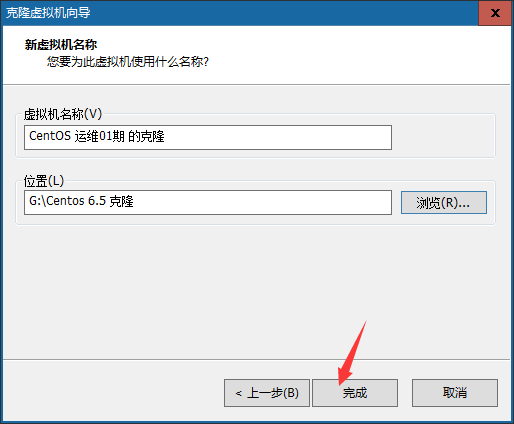 克隆虚拟机向导
新虚拟机名称
您要为此虚拟机使用什么名称?
虚拟机名称(V)
CentOS 运维01期 的克隆
位置(L)
G:\Centos 6.5 克隆
浏览(R)...
< 上一步(B)
完成
取消